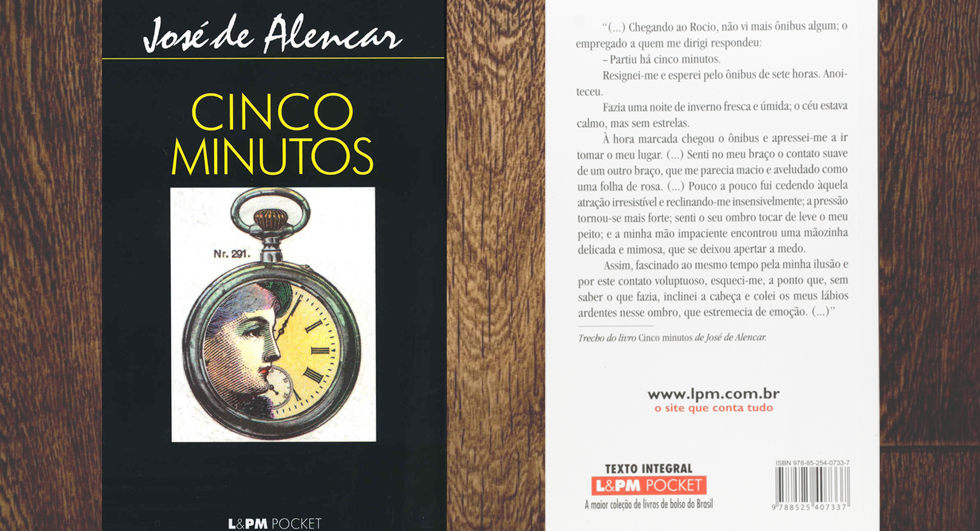 José de Alencar
CINCO
MINUTOS
Nr. 291.
L&PM POCKET
“(...) Chegando ao Rocio, não vi mais ônibus algum; o
empregado a quem me dirigi respondeu:
– Partiu há cinco minutos.
Resignei-me e esperei pelo ônibus de sete horas. Anoi-
teceu.
Fazia uma noite de inverno fresca e úmida; o céu estava
calmo, mas sem estrelas.
À hora marcada chegou o ônibus e apressei-me a ir
tomar o meu lugar. (...) Senti no meu braço o contato suave
de um outro braço, que me parecia macio e aveludado como
uma folha de rosa. (...) Pouco a pouco fui cedendo àquela
atração irresistível e reclinando-me insensivelmente; a pressão
tornou-se mais forte; senti o seu ombro tocar de leve o meu
peito; e a minha mão impaciente encontrou uma mãozinha
delicada e mimosa, que se deixou apertar a medo.
Assim, fascinado ao mesmo tempo pela minha ilusão e
por este contato voluptuoso, esqueci-me, a ponto que, sem
saber o que fazia, inclinei a cabeça e colei os meus lábios
ardentes nesse ombro, que estremecia de emoção. (...)”
Trecho do livro Cinco minutos de José de Alencar.
www.lpm.com.br
o site que conta tudo
TEXTO INTEGRAL
L&PM POCKET
A maior coleção de livros de bolso do Brasil
ISBN 978-85-254-0733-7
9 788525 407337